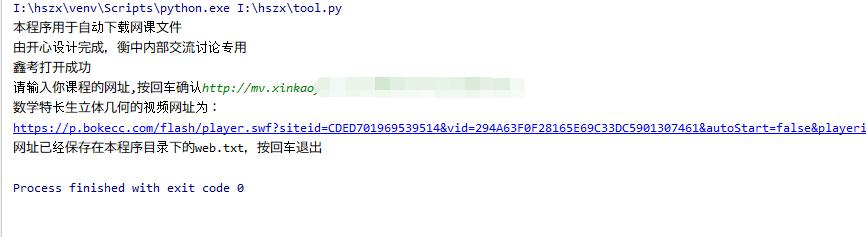 I:\hszx\venv\Scripts\python.exe I:\hszx\tool.py
本程序用于自动下载网课文件
由开心设计完成，衡中内部交流讨论专用
鑫考打开成功
请输入你课程的网址,按回车确认http://mv.xinkao
数学特长生立体几何的视频网址为：
https://p.bokecc.com/flash/player.swf?siteid=CDED701969539514&vid=294A63F0F28165E69C33DC5901307461&autoStart=false&playeri
网址已经保存在本程序目录下的web.txt，按回车退出
Process finished with exit code 0